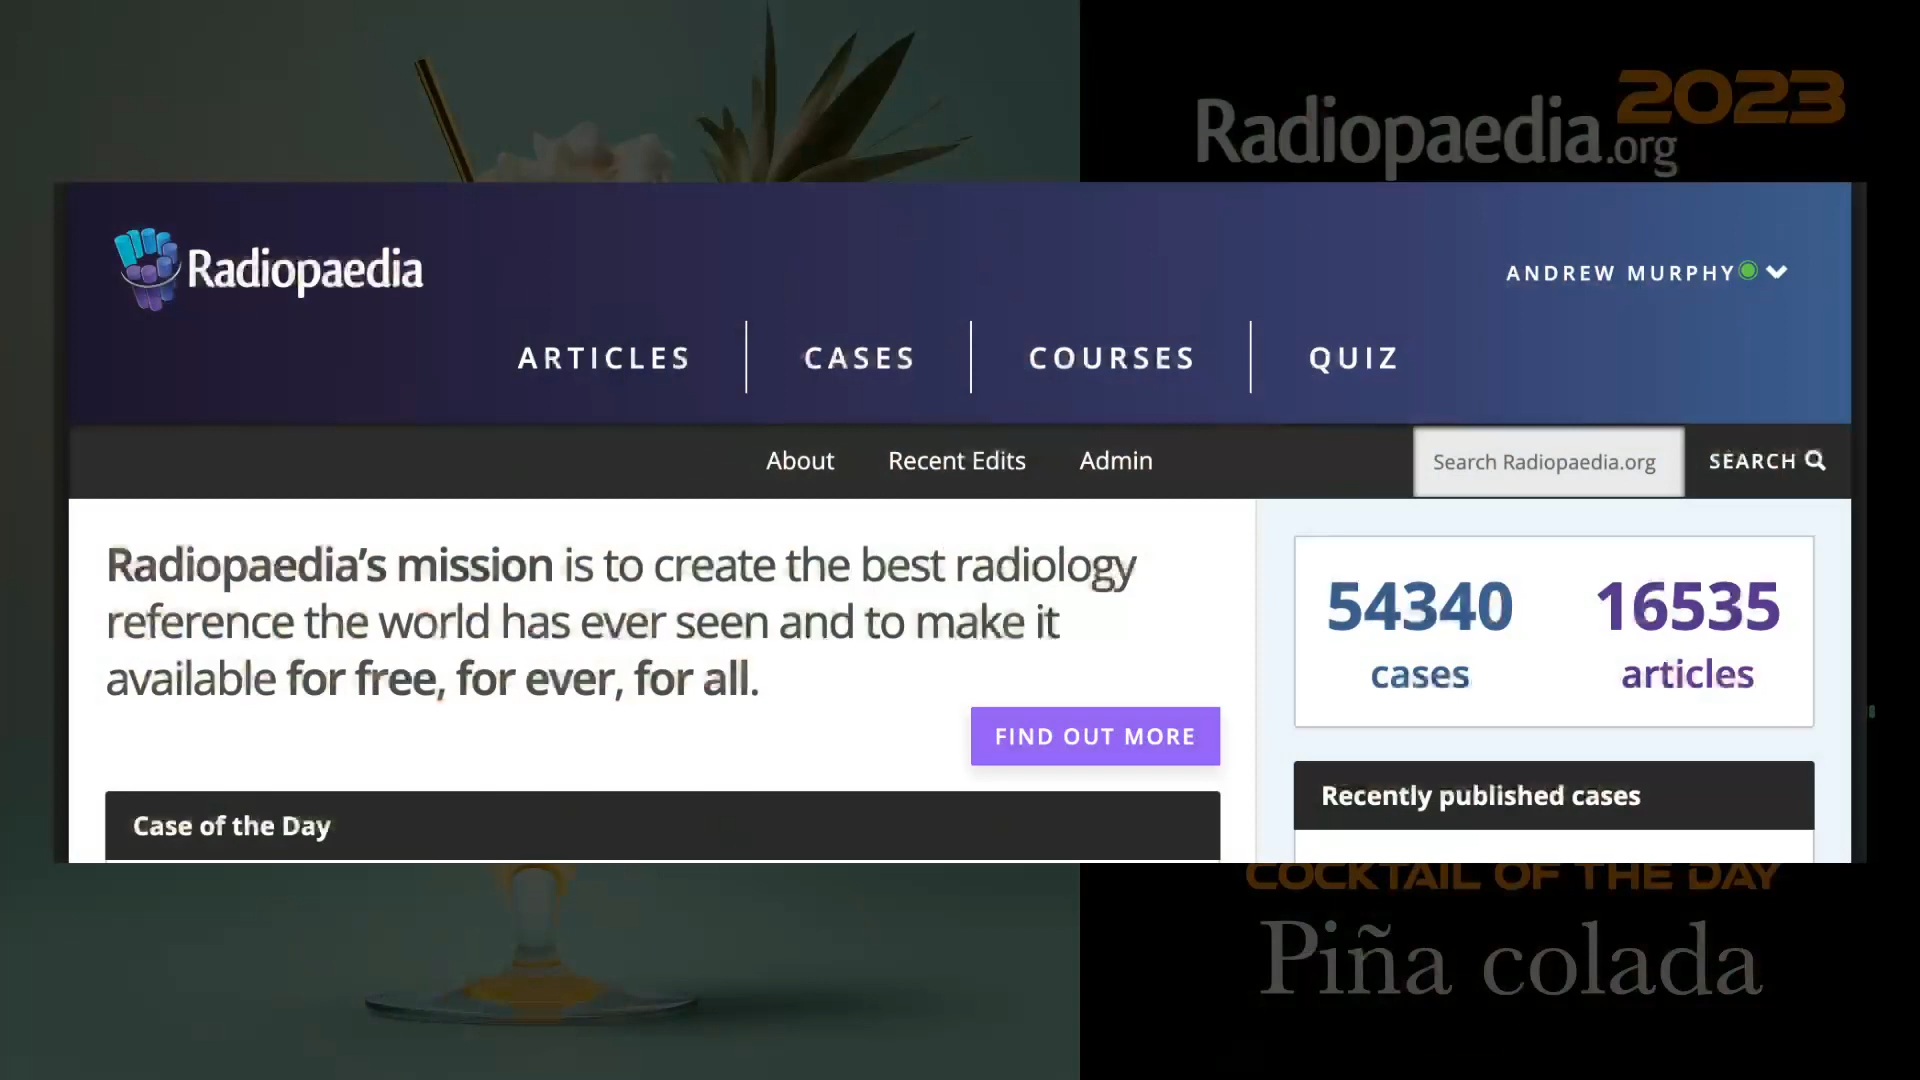 2023
Radiopaedia.org
Radiopaedia
ANDREW MURPHY
ARTICLES
CASES
COURSES
QUIZ
About
Recent Edits
Admin
Search Radiopaedia.org
SEARCH
Radiopaedia’s mission is to create the best radiology
reference the world has ever seen and to make it
available for free, for ever, for all.
FIND OUT MORE
54340
cases
16535
articles
Case of the Day
Recently published cases
COCKTAIL OF THE DAY
Piña colada